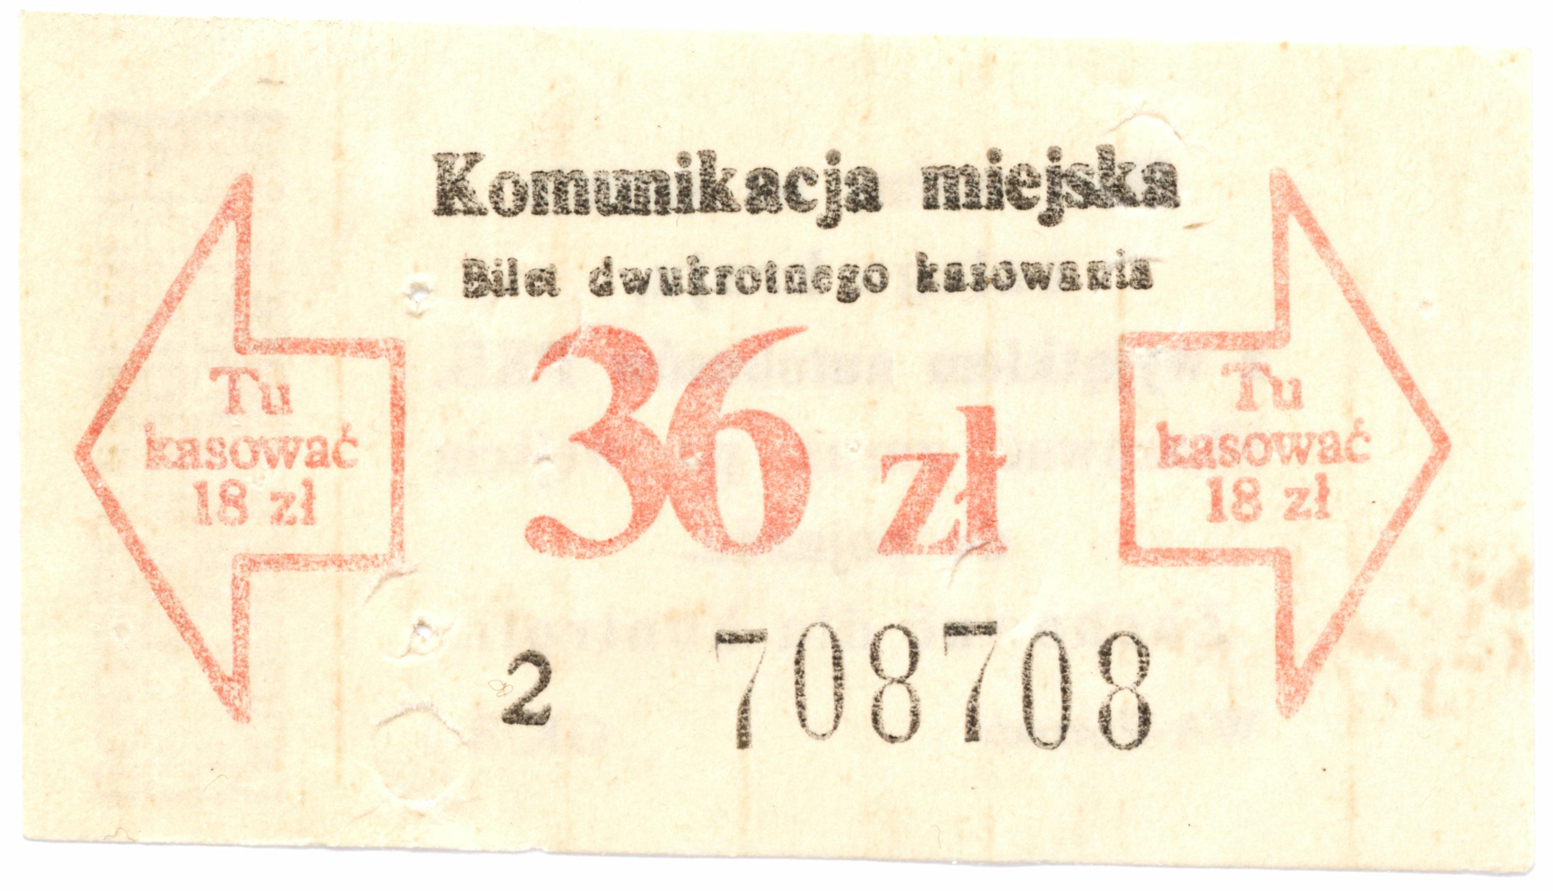 Komunikacja miejska
Bilet dwukrotnego kasowania
36 zł
Tu
kasować
18 zł
Tu
kasować
18 zł
2 708708